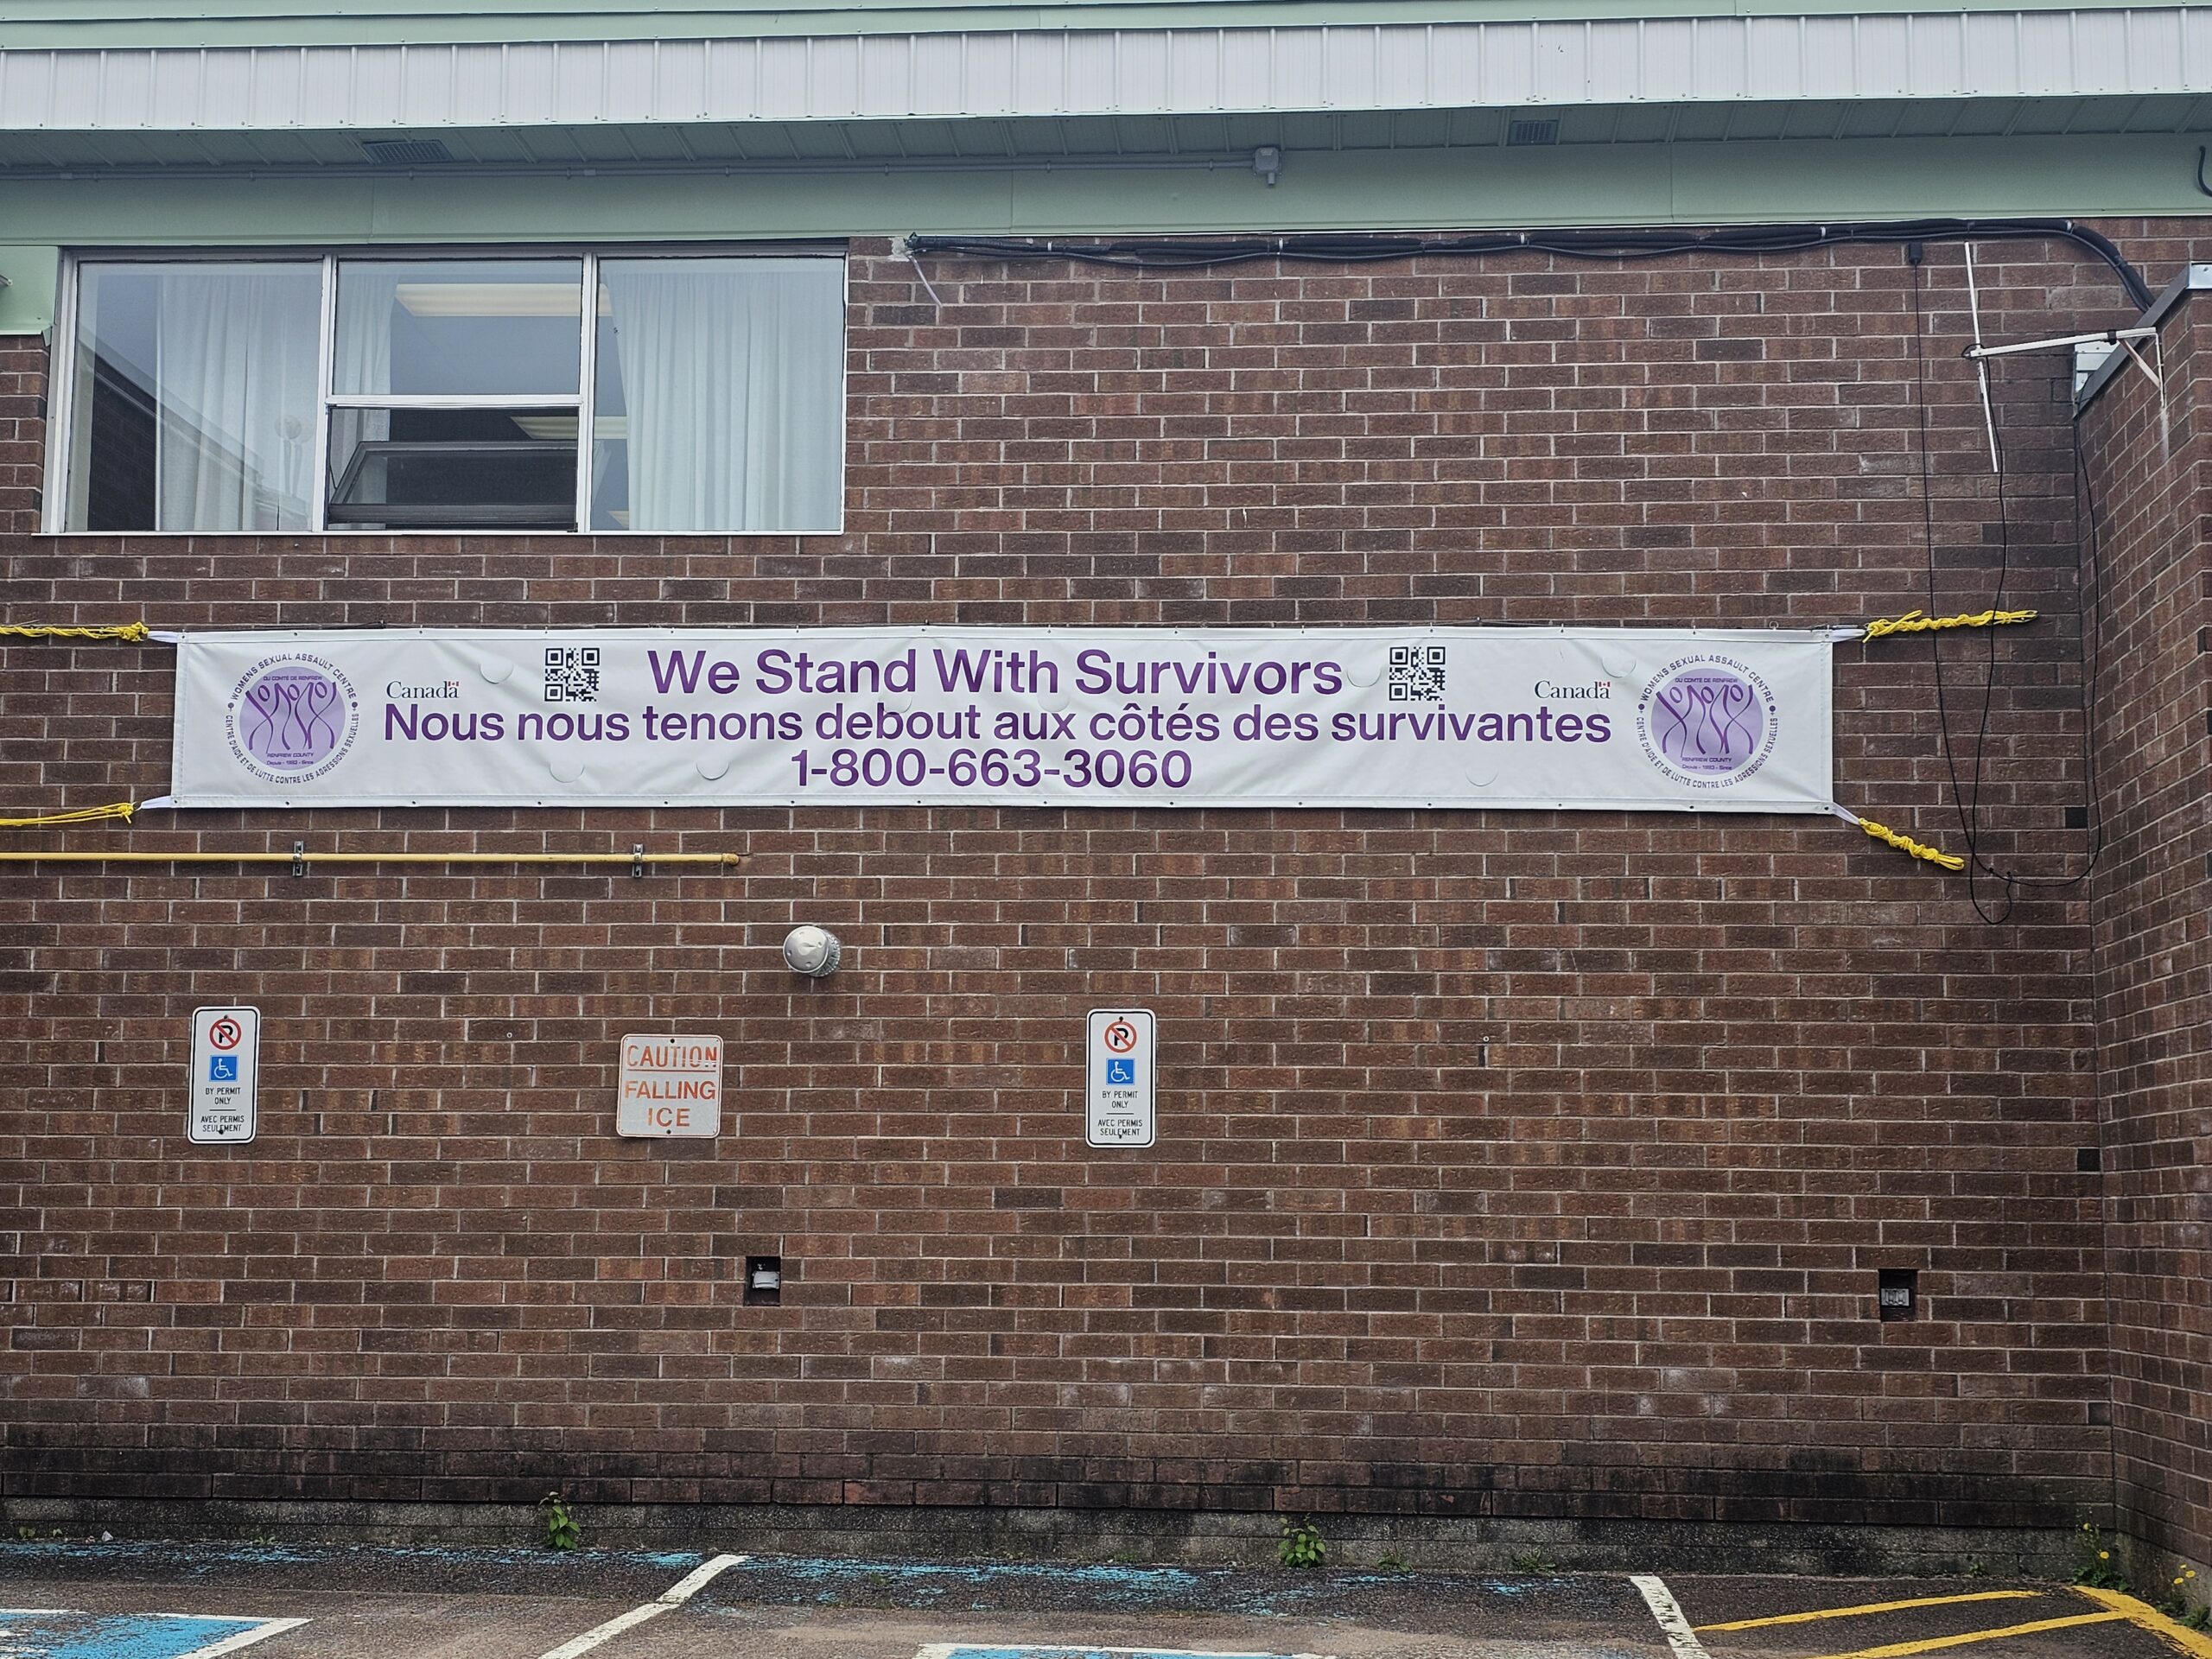 We Stand With Survivors
Nous nous tenons debout aux côtés des survivantes
1-800-663-3060
Canada
Canada
WOMENS SEXUAL ASSAULT CENTRE
DU COMTÉ DE RENFREW
RENFREW COUNTY
CENTRE D'AIDE ET DE LUTTE CONTRE LES AGRESSIONS SEXUELLES
WOMENS SEXUAL ASSAULT CENTRE
DU COMTÉ DE RENFREW
RENFREW COUNTY
CENTRE D'AIDE ET DE LUTTE CONTRE LES AGRESSIONS SEXUELLES
P
BY PERMIT
ONLY
AVEC PERMIS
SEULEMENT
CAUTION
FALLING
ICE
P
BY PERMIT
ONLY
AVEC PERMIS
SEULEMENT